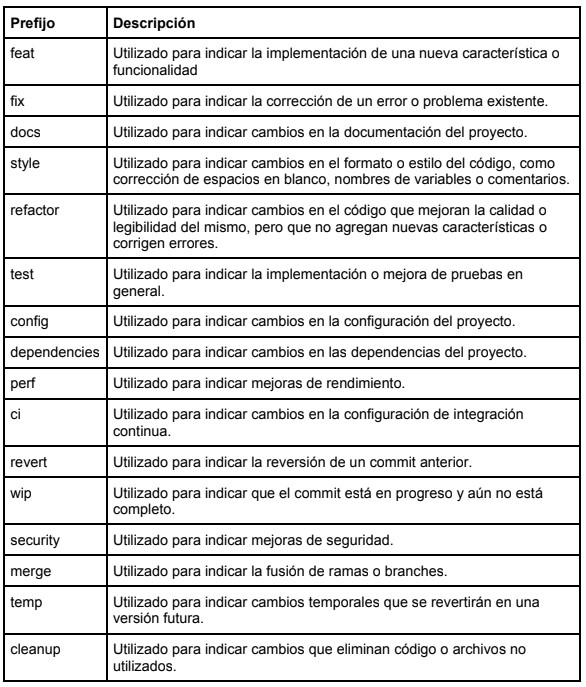 Prefijo Descripción
feat Utilizado para indicar la implementación de una nueva característica o
funcionalidad
fix Utilizado para indicar la corrección de un error o problema existente.
docs Utilizado para indicar cambios en la documentación del proyecto.
style Utilizado para indicar cambios en el formato o estilo del código, como
corrección de espacios en blanco, nombres de variables o comentarios.
refactor Utilizado para indicar cambios en el código que mejoran la calidad o
legibilidad del mismo, pero que no agregan nuevas características o
corrigen errores.
test Utilizado para indicar la implementación o mejora de pruebas en
general.
config Utilizado para indicar cambios en la configuración del proyecto.
dependencies Utilizado para indicar cambios en las dependencias del proyecto.
perf Utilizado para indicar mejoras de rendimiento.
ci Utilizado para indicar cambios en la configuración de integración
continua.
revert Utilizado para indicar la reversión de un commit anterior.
wip Utilizado para indicar que el commit está en progreso y aún no está
completo.
security Utilizado para indicar mejoras de seguridad.
merge Utilizado para indicar la fusión de ramas o branches.
temp Utilizado para indicar cambios temporales que se revertirán en una
versión futura.
cleanup Utilizado para indicar cambios que eliminan código o archivos no
utilizados.